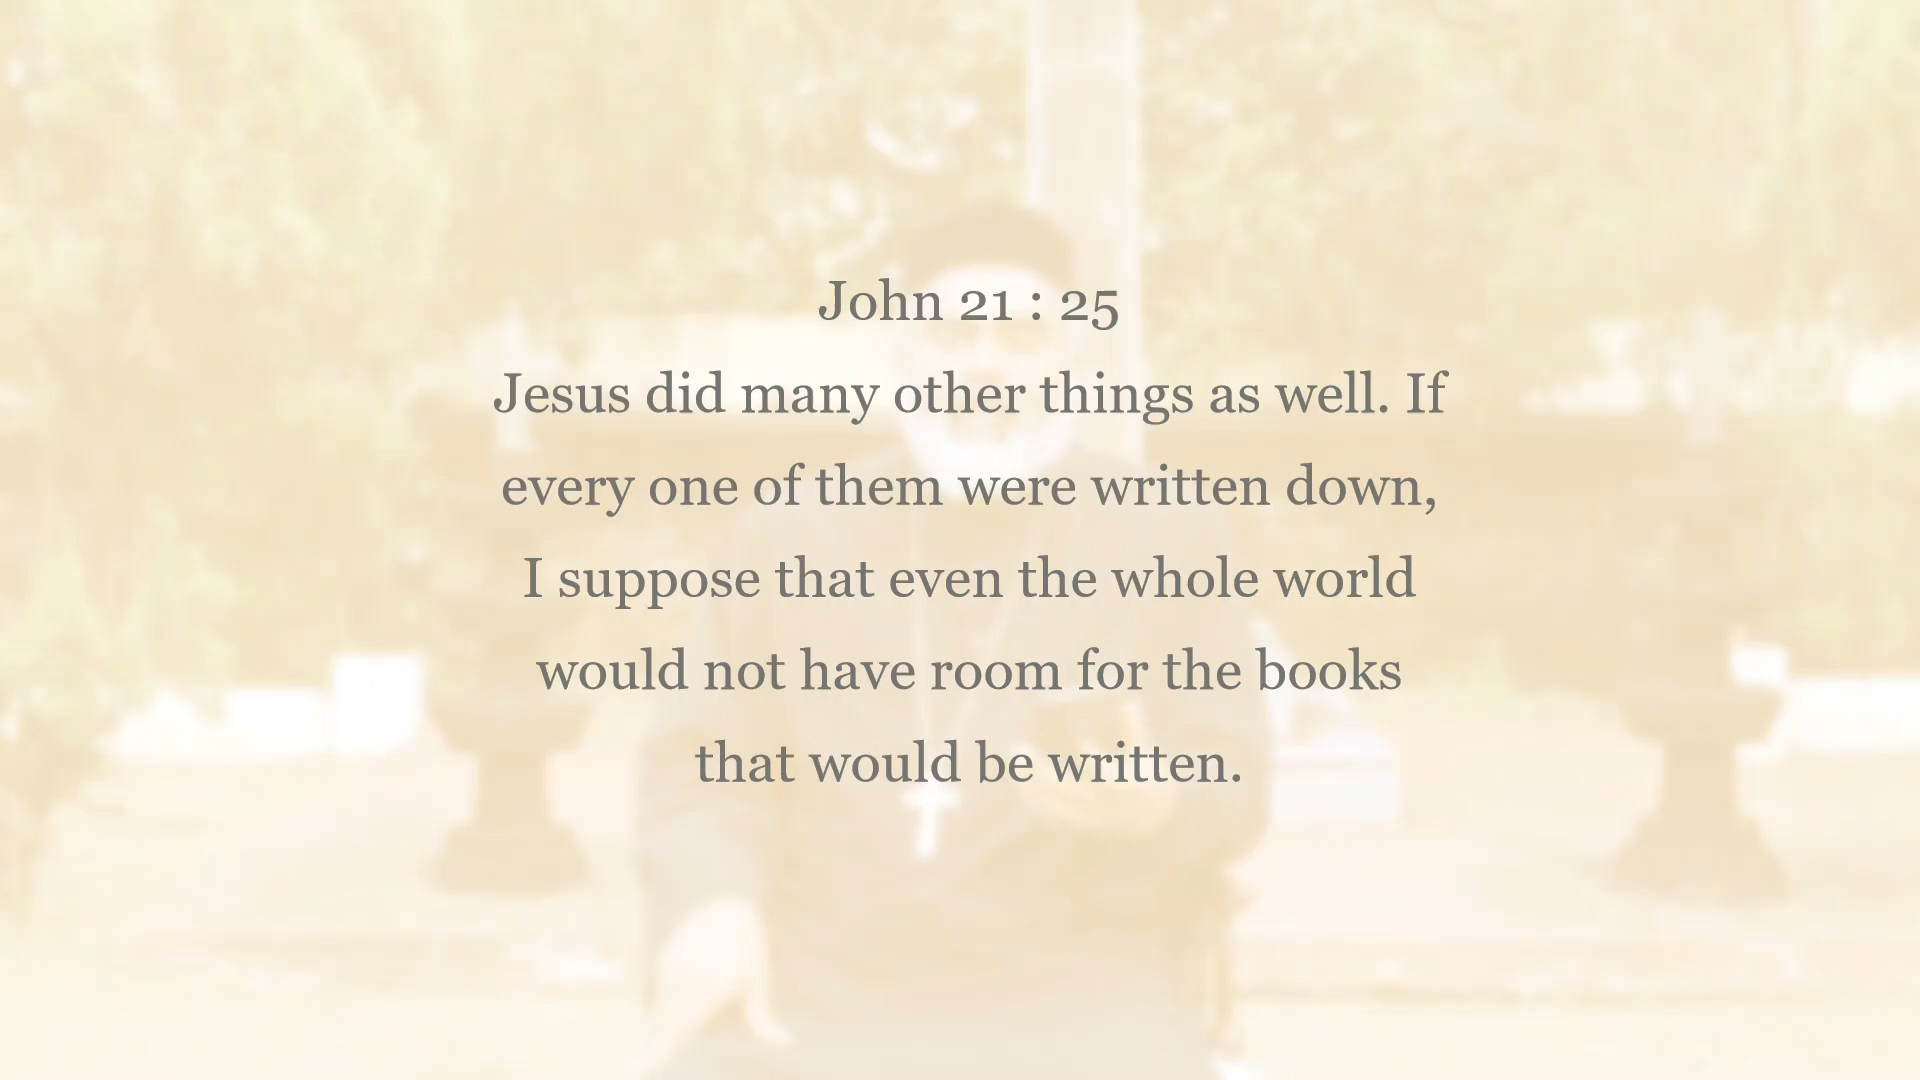 John 21 : 25
Jesus did many other things as well. If
every one of them were written down,
I suppose that even the whole world
would not have room for the books
that would be written.